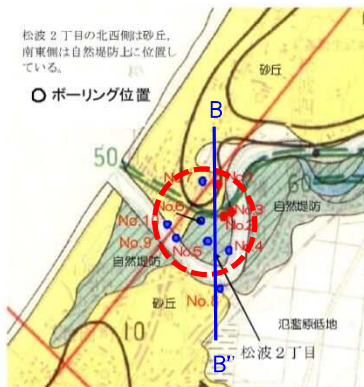 松波２丁目の北西側は砂丘，
南東側は自然堤防上に位置し
ている。
ボーリング位置
砂丘
B
50
No.7
No.6
No.3
No.1
No.2
自然堤防
No.9
No.5
No.4
自然堤防
No.8
砂丘
10
氾濫原低地
B''
松波２丁目